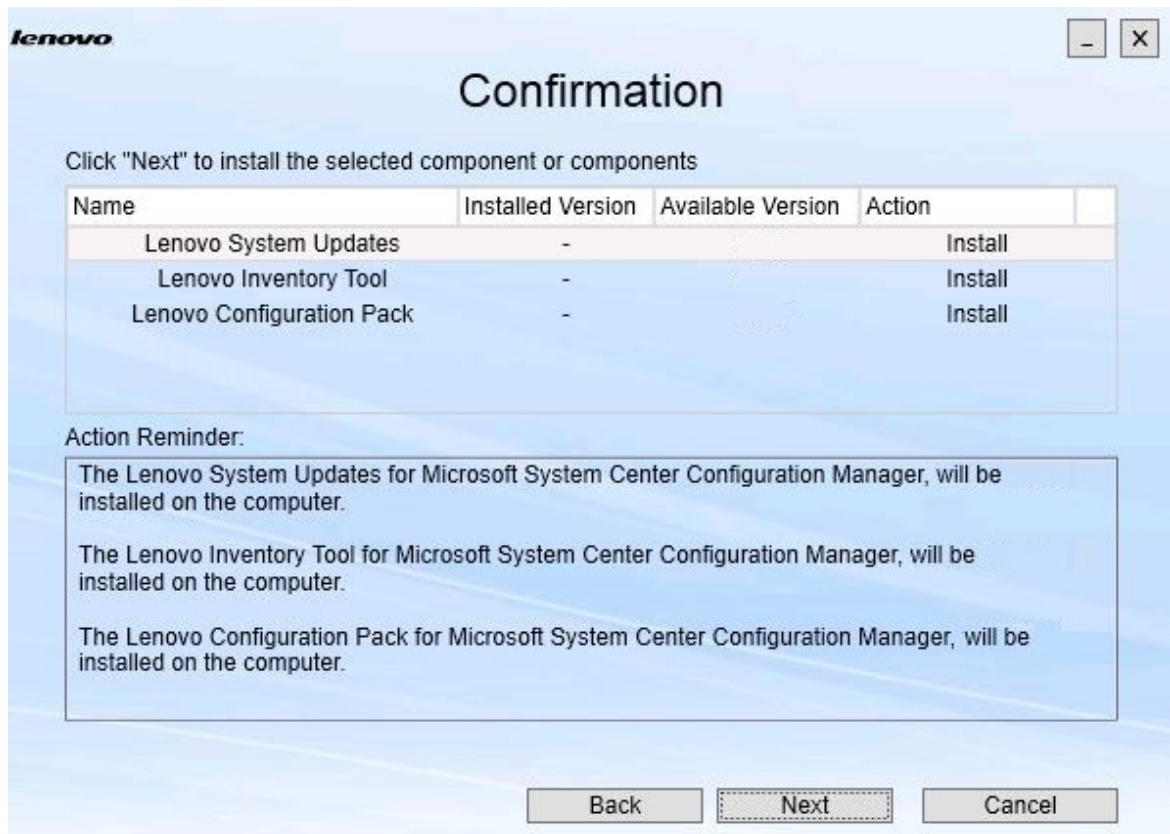 lenovo
_ X
Confirmation
Click "Next" to install the selected component or components
Name Installed Version Available Version Action
Lenovo System Updates - Install
Lenovo Inventory Tool - Install
Lenovo Configuration Pack - Install
Action Reminder:
The Lenovo System Updates for Microsoft System Center Configuration Manager, will be
installed on the computer.
The Lenovo Inventory Tool for Microsoft System Center Configuration Manager, will be
installed on the computer.
The Lenovo Configuration Pack for Microsoft System Center Configuration Manager, will be
installed on the computer.
Back Next Cancel